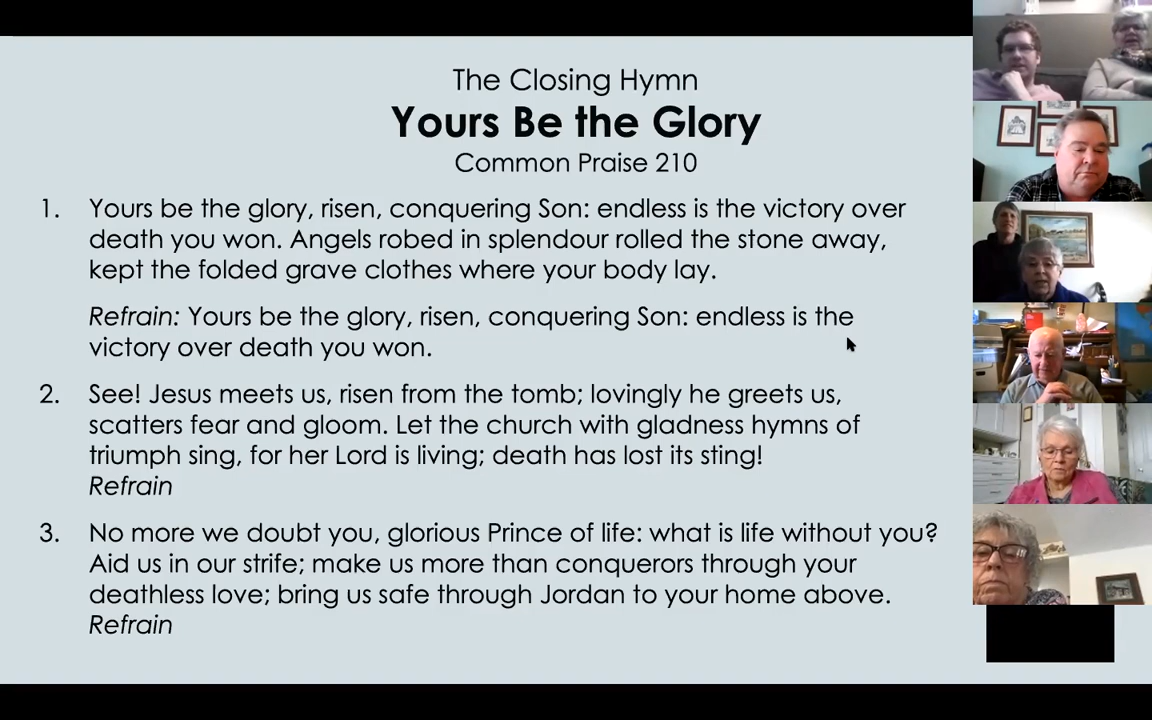 The Closing Hymn
Yours Be the Glory
Common Praise 210
1. Yours be the glory, risen, conquering Son: endless is the victory over
death you won. Angels robed in splendour rolled the stone away,
kept the folded grave clothes where your body lay.
Refrain: Yours be the glory, risen, conquering Son: endless is the
victory over death you won.
2. See! Jesus meets us, risen from the tomb; lovingly he greets us,
scatters fear and gloom. Let the church with gladness hymns of
triumph sing, for her Lord is living; death has lost its sting!
Refrain
3. No more we doubt you, glorious Prince of life: what is life without you?
Aid us in our strife; make us more than conquerors through your
deathless love; bring us safe through Jordan to your home above.
Refrain